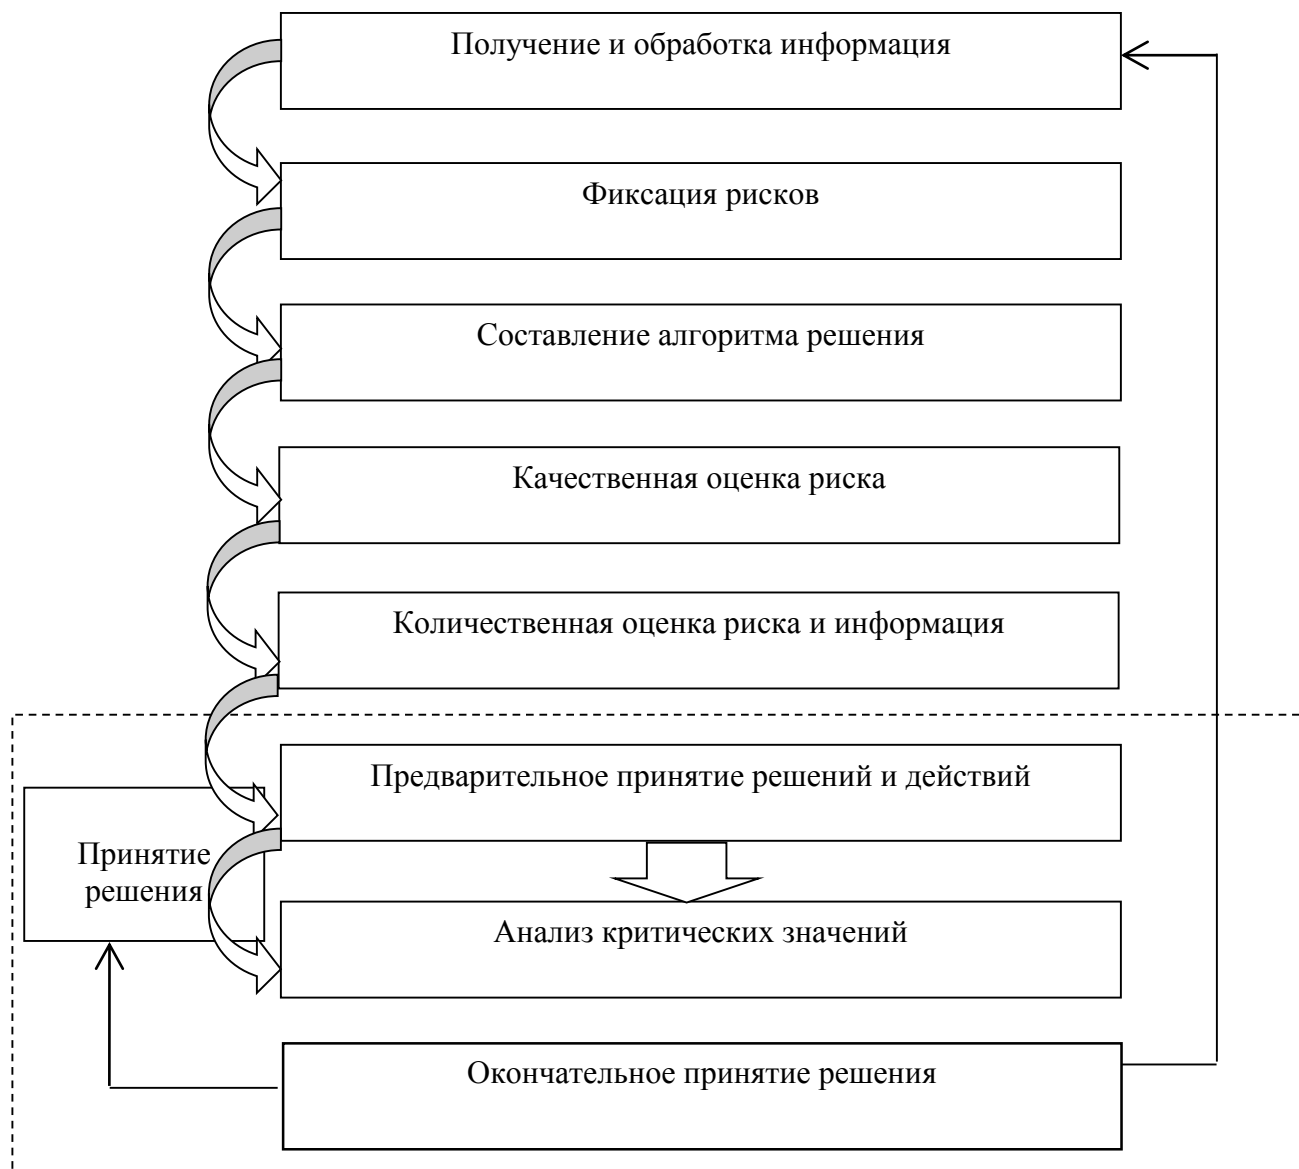 Получение и обработка информация
Фиксация рисков
Составление алгоритма решения
Качественная оценка риска
Количественная оценка риска и информация
Предварительное принятие решений и действий
Принятие
решения
Анализ критических значений
Окончательное принятие решения